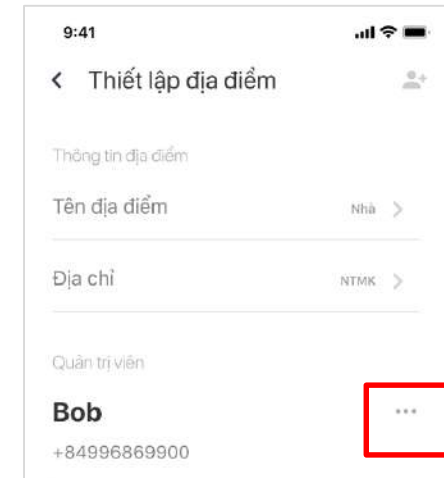 9:41
Thiết lập địa điểm
Thông tin địa điểm
Tên địa điểm Nhà
Địa chỉ NTMK
Quản trị viên
Bob
+84996869900